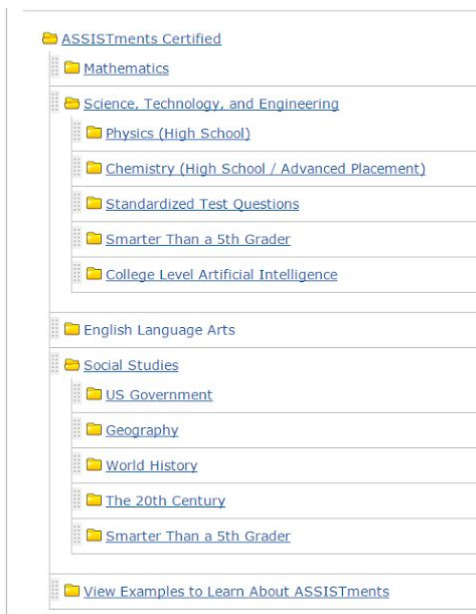 ASSISTments Certified
Mathematics
Science, Technology, and Engineering
Physics (High School)
Chemistry (High School / Advanced Placement)
Standardized Test Questions
Smarter Than a 5th Grader
College Level Artificial Intelligence
English Language Arts
Social Studies
US Government
Geography
World History
The 20th Century
Smarter Than a 5th Grader
View Examples to Learn About ASSISTments